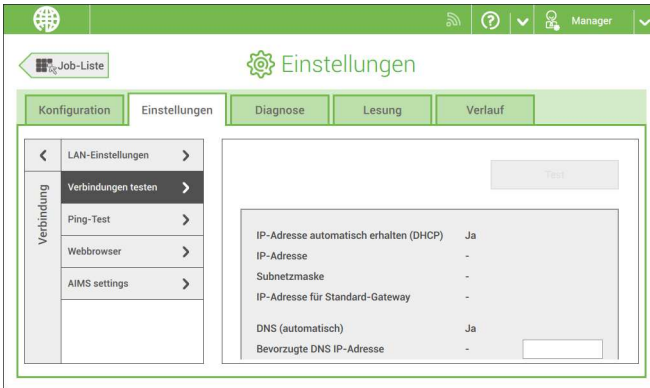 Manager
Job-Liste
Einstellungen
Konfiguration
Einstellungen
Diagnose
Lesung
Verlauf
Verbindung
LAN-Einstellungen
Verbindungen testen
Ping-Test
Webbrowser
AIMS settings
Test
IP-Adresse automatisch erhalten (DHCP) Ja
IP-Adresse -
Subnetzmaske -
IP-Adresse für Standard-Gateway -
DNS (automatisch) Ja
Bevorzugte DNS IP-Adresse -